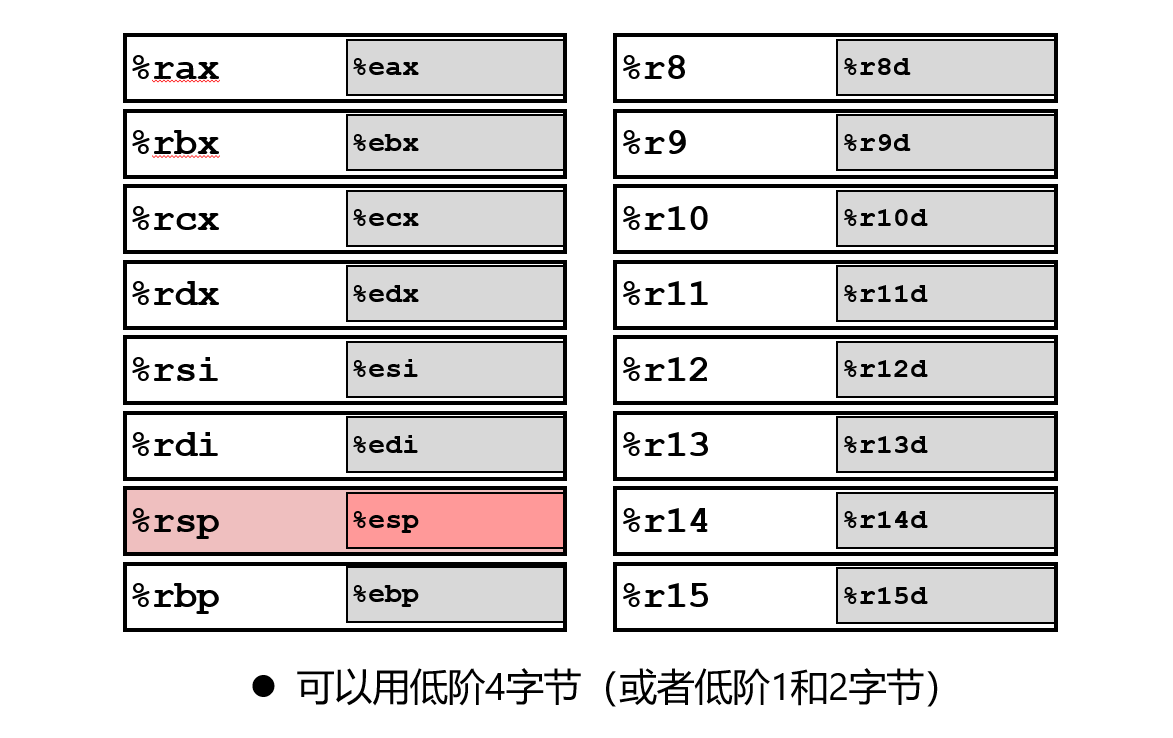 %rax %eax %r8 %r8d
%rbx %ebx %r9 %r9d
%rcx %ecx %r10 %r10d
%rdx %edx %r11 %r11d
%rsi %esi %r12 %r12d
%rdi %edi %r13 %r13d
%rsp %esp %r14 %r14d
%rbp %ebp %r15 %r15d
● 可以用低阶4字节（或者低阶1和2字节）